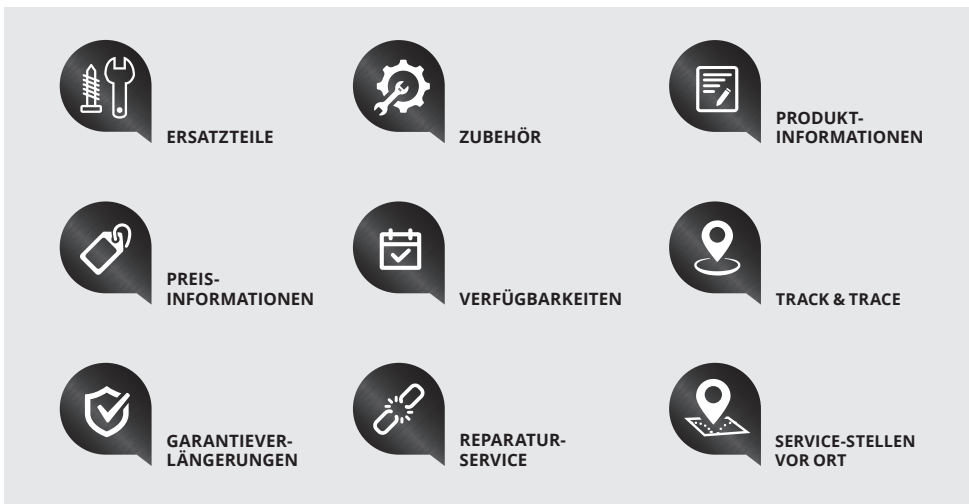 ERSATZTEILE
ZUBEHÖR
PRODUKT-
INFORMATIONEN
PREIS-
INFORMATIONEN
VERFÜGBARKEITEN
TRACK & TRACE
GARANTIEVER-
LÄNGERUNGEN
REPARATUR-
SERVICE
SERVICE-STELLEN
VOR ORT